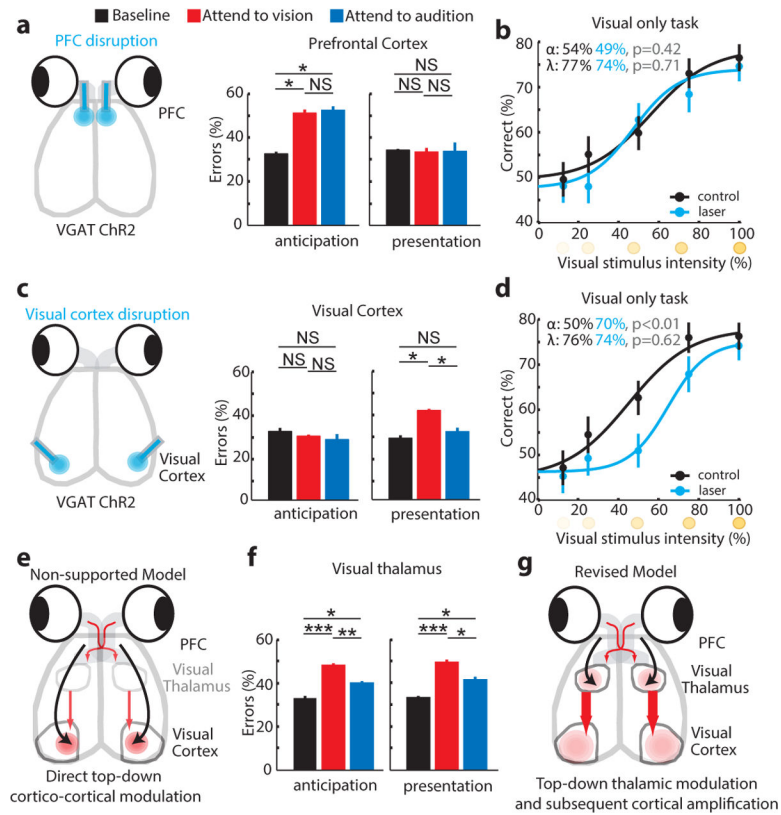 Baseline Attend to vision Attend to audition
a
PFC disruption
PFC
VGAT ChR2
Prefrontal Cortex
Errors (%)
60
40
20
0
*
*
NS
anticipation
NS
NS
NS
presentation
b
Visual only task
α: 54% 49%, p=0.42
λ: 77% 74%, p=0.71
Correct (%)
80
70
60
50
40
control
laser
0 20 40 60 80 100
Visual stimulus intensity (%)
c
Visual cortex disruption
Visual
Cortex
VGAT ChR2
Visual Cortex
Errors (%)
60
40
20
0
NS
NS
NS
anticipation
NS
*
*
presentation
d
Visual only task
α: 50% 70%, p<0.01
λ: 76% 74%, p=0.62
Correct (%)
80
70
60
50
40
control
laser
0 20 40 60 80 100
Visual stimulus intensity (%)
e
Non-supported Model
PFC
Visual
Thalamus
Visual
Cortex
Direct top-down
cortico-cortical modulation
f
Visual thalamus
Errors (%)
60
40
20
0
*
***
**
anticipation
*
***
*
presentation
g
Revised Model
PFC
Visual
Thalamus
Visual
Cortex
Top-down thalamic modulation
and subsequent cortical amplification